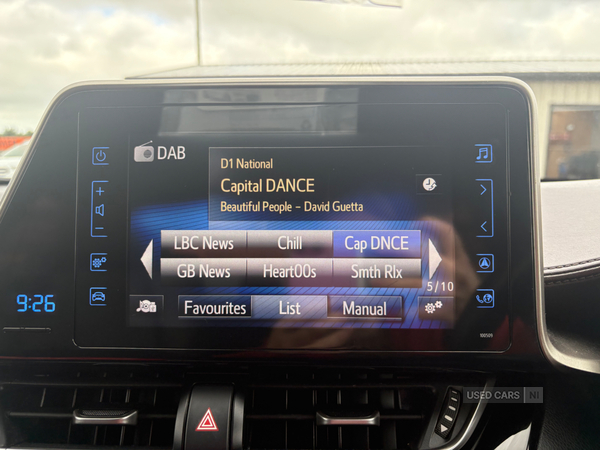 DAB
D1 National
Capital DANCE
Beautiful People – David Guetta
LBC News Chill Cap DNCE
GB News Heart00s Smth Rlx
5/10
Favourites List Manual
9:26
100109
USED CARS NI